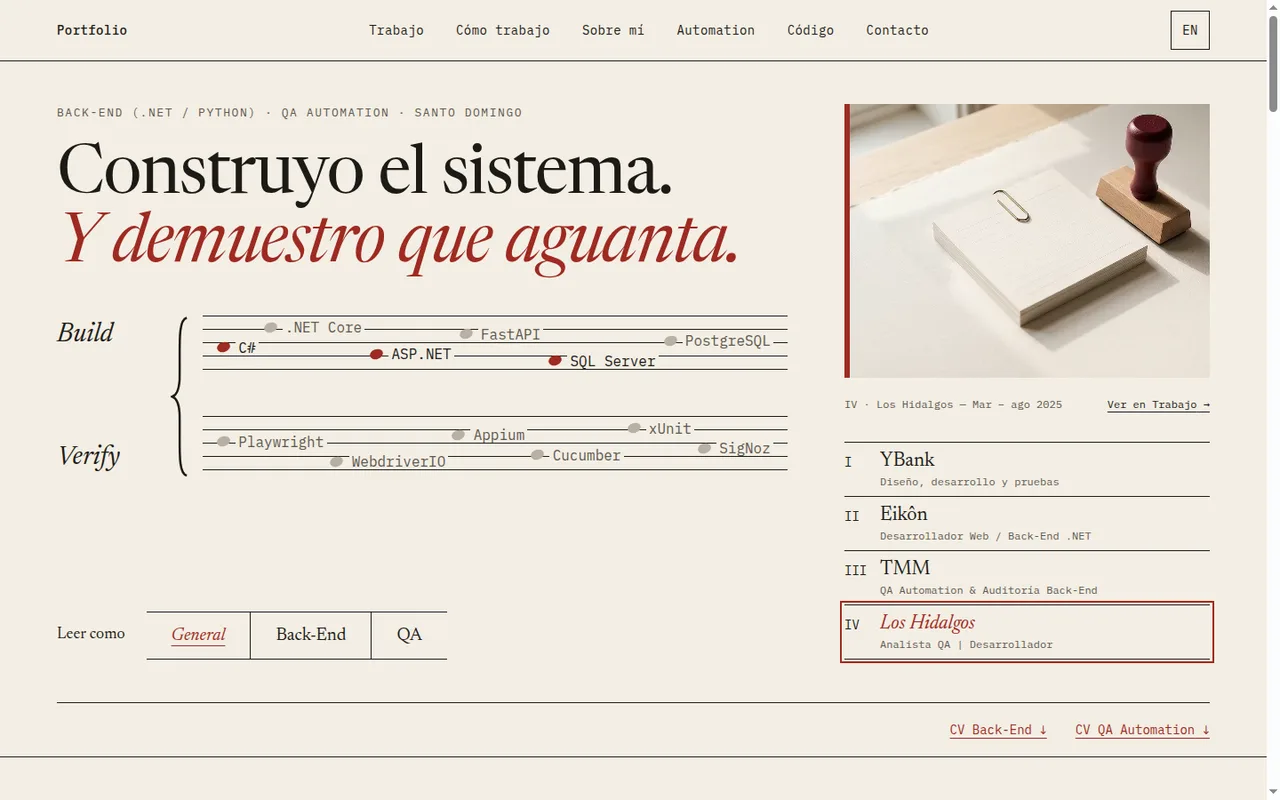 Portfolio
Trabajo Cómo trabajo Sobre mí Automation Código Contacto
EN
BACK-END (.NET / PYTHON) · QA AUTOMATION · SANTO DOMINGO
Construyo el sistema.
Y demuestro que aguanta.
Build
.NET Core
FastAPI
PostgreSQL
C#
ASP.NET
SQL Server
Verify
Playwright
Appium
xUnit
WebdriverIO
Cucumber
SigNoz
Leer como
General
Back-End
QA
IV · Los Hidalgos — Mar – ago 2025
Ver en Trabajo →
I YBank
Diseño, desarrollo y pruebas
II Eikôn
Desarrollador Web / Back-End .NET
III TMM
QA Automation & Auditoría Back-End
IV Los Hidalgos
Analista QA | Desarrollador
CV Back-End ↓
CV QA Automation ↓